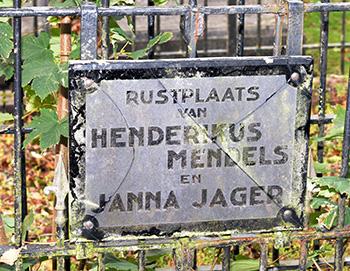 RUSTPLAATS
VAN
HENDERIKUS
MENDELS
EN
JANNA JAGER